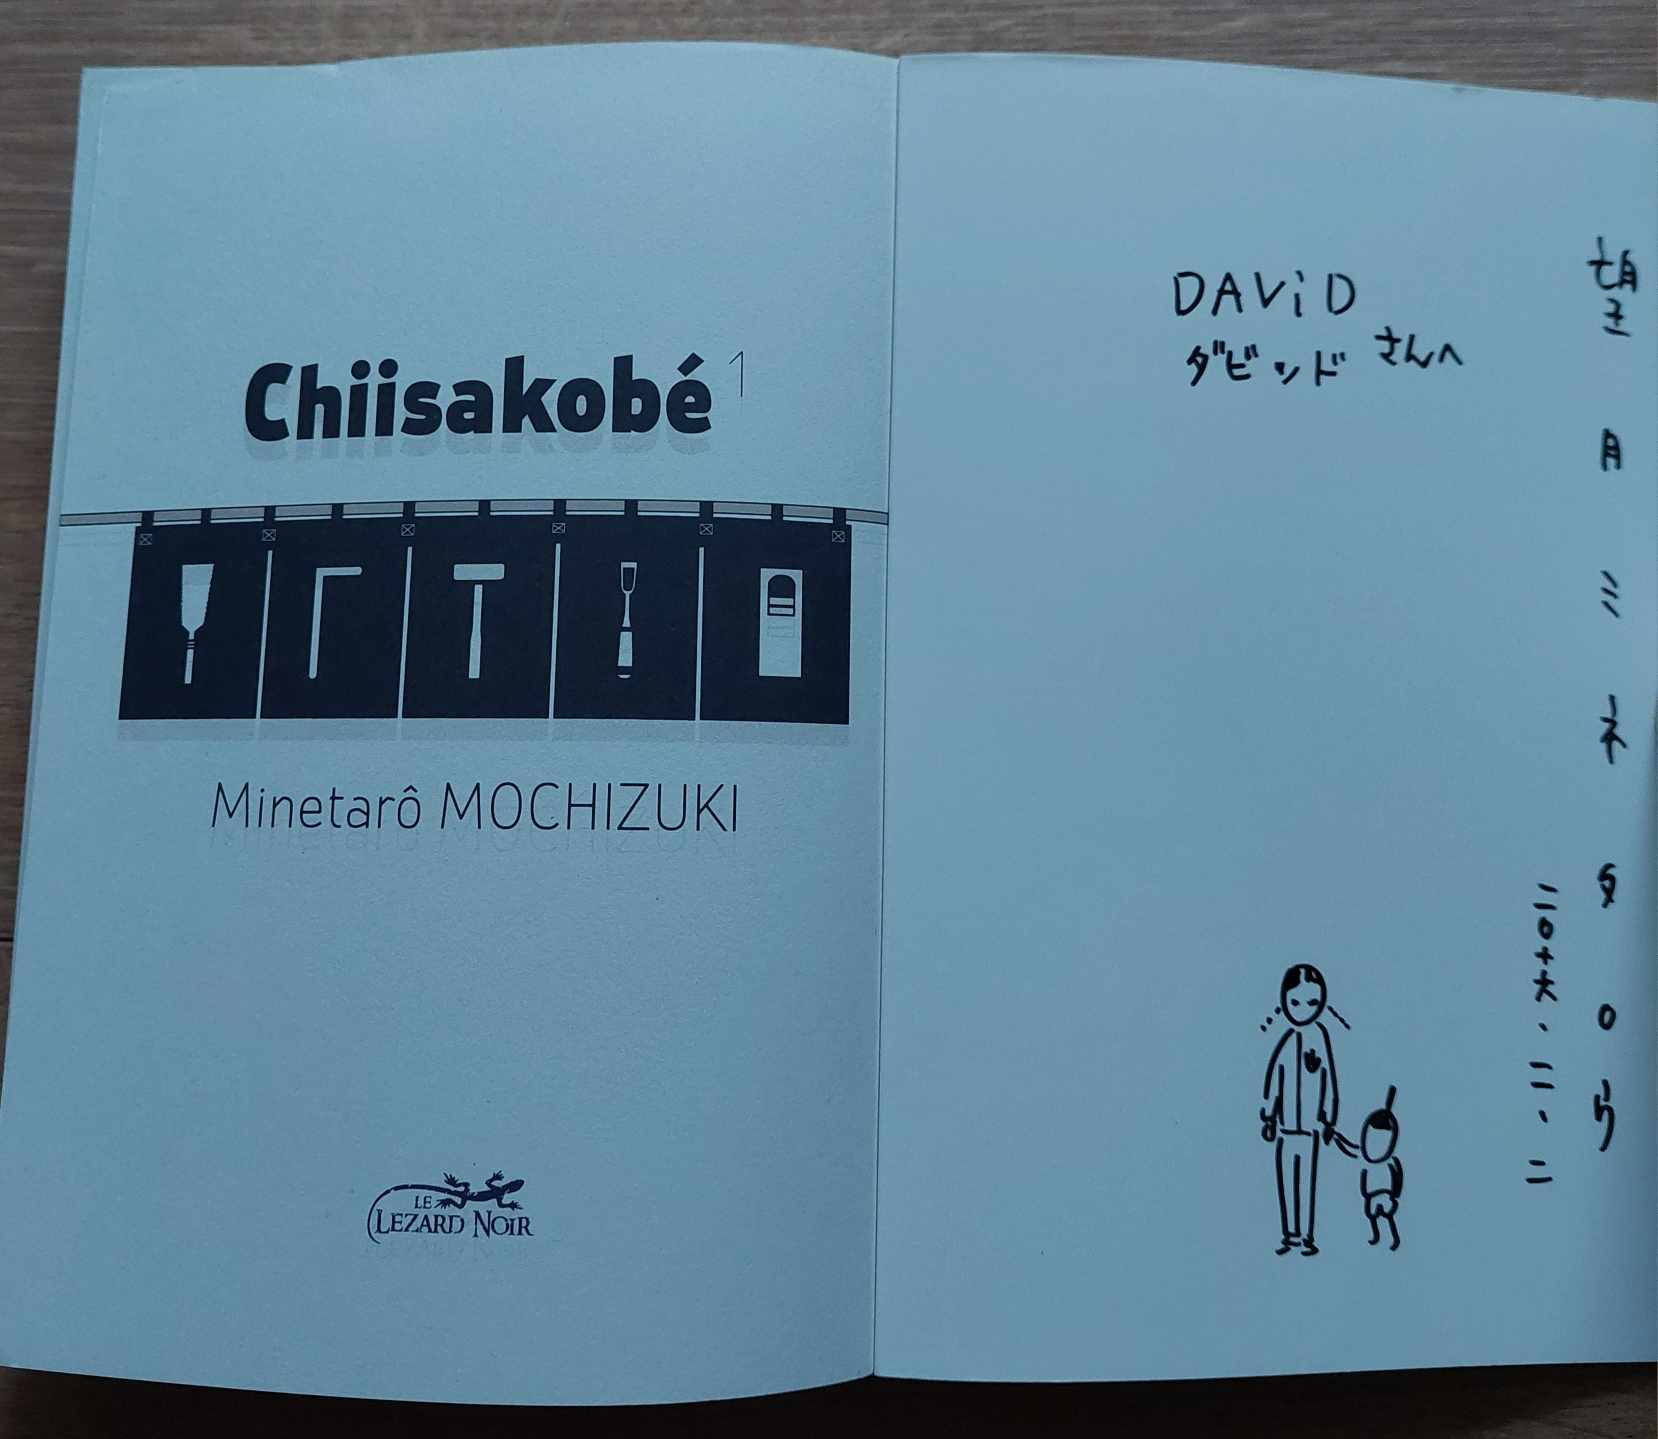 Chiisakobé 1
Minetarô MOCHIZUKI
LE
LEZARD NOIR
DAViD
ダビッド さんへ
望月ミネタロウ
二〇十六・二・二